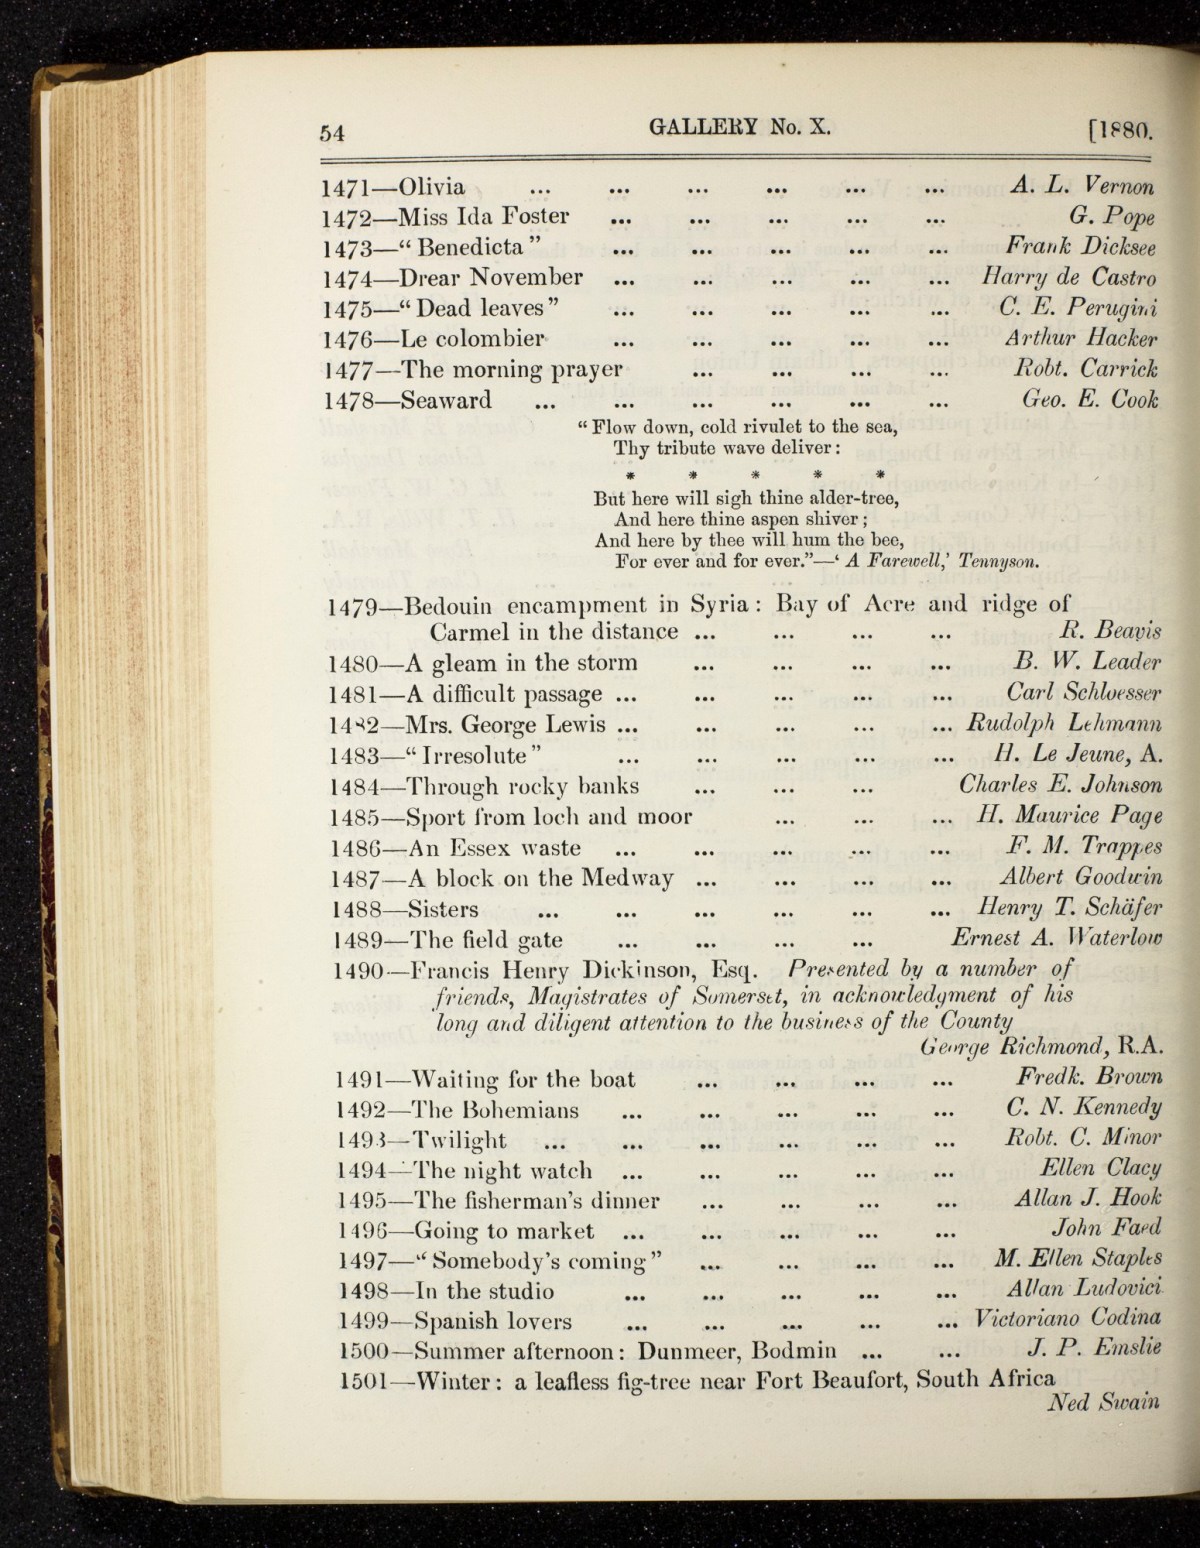 54 GALLERY No. X. [1880.
1471—Olivia ... ... ... ... ... ... A. L. Vernon
1472—Miss Ida Foster ... ... ... ... ... G. Pope
1473—“Benedicta” ... ... ... ... ... Frank Dicksee
1474—Drear November ... ... ... ... ... Harry de Castro
1475—“Dead leaves” ... ... ... ... ... C. E. Perugini
1476—Le colombier ... ... ... ... ... Arthur Hacker
1477—The morning prayer ... ... ... ... Robt. Carrick
1478—Seaward ... ... ... ... ... ... Geo. E. Cook
“Flow down, cold rivulet to the sea,
Thy tribute wave deliver:
* * * * *
But here will sigh thine alder-tree,
And here thine aspen shiver;
And here by thee will hum the bee,
For ever and for ever.”—‘A Farewell,’ Tennyson.
1479—Bedouin encampment in Syria: Bay of Acre and ridge of
Carmel in the distance ... ... ... ... R. Beavis
1480—A gleam in the storm ... ... ... ... B. W. Leader
1481—A difficult passage ... ... ... ... ... Carl Schloesser
1482—Mrs. George Lewis ... ... ... ... ... Rudolph Lehmann
1483—“Irresolute” ... ... ... ... ... H. Le Jeune, A.
1484—Through rocky banks ... ... ... Charles E. Johnson
1485—Sport from loch and moor ... ... ... H. Maurice Page
1486—An Essex waste ... ... ... ... ... F. M. Trappes
1487—A block on the Medway ... ... ... ... Albert Goodwin
1488—Sisters ... ... ... ... ... ... Henry T. Schäfer
1489—The field gate ... ... ... ... Ernest A. Waterlow
1490—Francis Henry Dickinson, Esq. Presented by a number of
friends, Magistrates of Somerset, in acknowledgment of his
long and diligent attention to the business of the County
George Richmond, R.A.
1491—Waiting for the boat ... ... ... ... Fredk. Brown
1492—The Bohemians ... ... ... ... ... C. N. Kennedy
1493—Twilight ... ... ... ... ... ... Robt. C. Minor
1494—The night watch ... ... ... ... ... Ellen Clacy
1495—The fisherman’s dinner ... ... ... ... Allan J. Hook
1496—Going to market ... ... ... ... ... John Faed
1497—“Somebody’s coming” ... ... ... ... M. Ellen Staples
1498—In the studio ... ... ... ... ... Allan Ludovici
1499—Spanish lovers ... ... ... ... ... Victoriano Codina
1500—Summer afternoon: Dunmeer, Bodmin ... ... J. P. Emslie
1501—Winter: a leafless fig-tree near Fort Beaufort, South Africa
Ned Swain